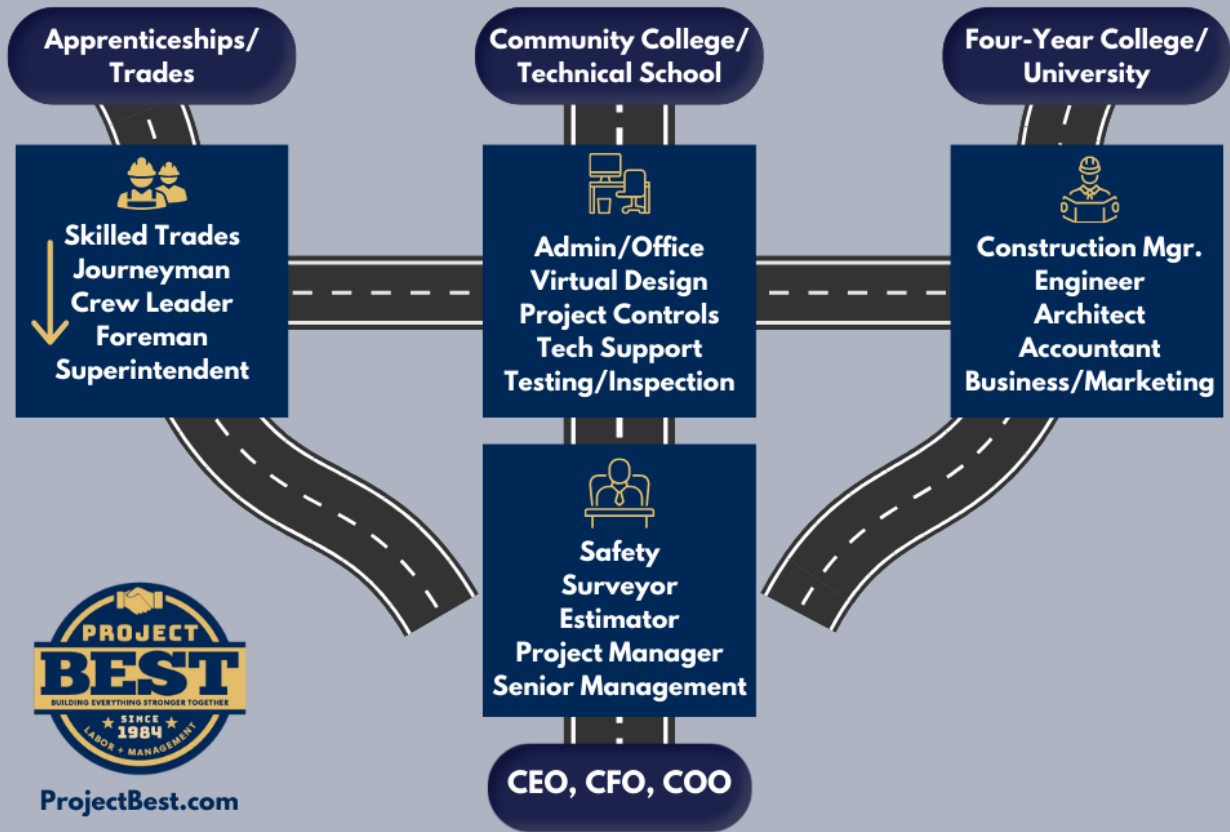 Apprenticeships/
Trades
Community College/
Technical School
Four-Year College/
University
Skilled Trades
Journeyman
Crew Leader
Foreman
Superintendent
Admin/Office
Virtual Design
Project Controls
Tech Support
Testing/Inspection
Construction Mgr.
Engineer
Architect
Accountant
Business/Marketing
Safety
Surveyor
Estimator
Project Manager
Senior Management
CEO, CFO, COO
PROJECT
BEST
BUILDING EVERYTHING STRONGER TOGETHER
SINCE
1984
LABOR + MANAGEMENT
ProjectBest.com